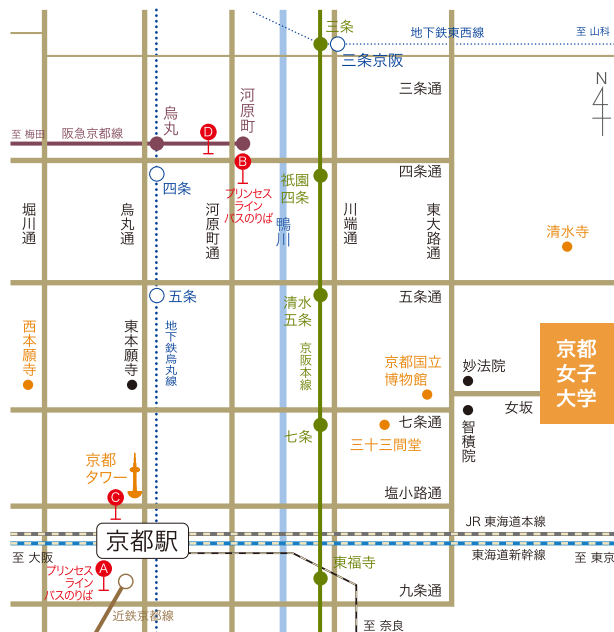 三条
地下鉄東西線
至 山科
三条京阪
三条通
N
河原町
烏丸
D
至 梅田
阪急京都線
B
四条通
四条
祇園
四条
プリンセス
ライン
バスのりば
堀川通
烏丸通
河原町通
鴨川
川端通
東大路通
清水寺
五条
清水
五条
五条通
西本願寺
東本願寺
地下鉄烏丸線
京阪本線
京都国立
博物館
妙法院
京都
女子
大学
女坂
七条
七条通
三十三間堂
智積院
京都
タワー
C
塩小路通
JR 東海道本線
京都駅
至 大阪
東海道新幹線
至 東京
A
プリンセス
ライン
バスのりば
東福寺
九条通
近鉄京都線
至 奈良